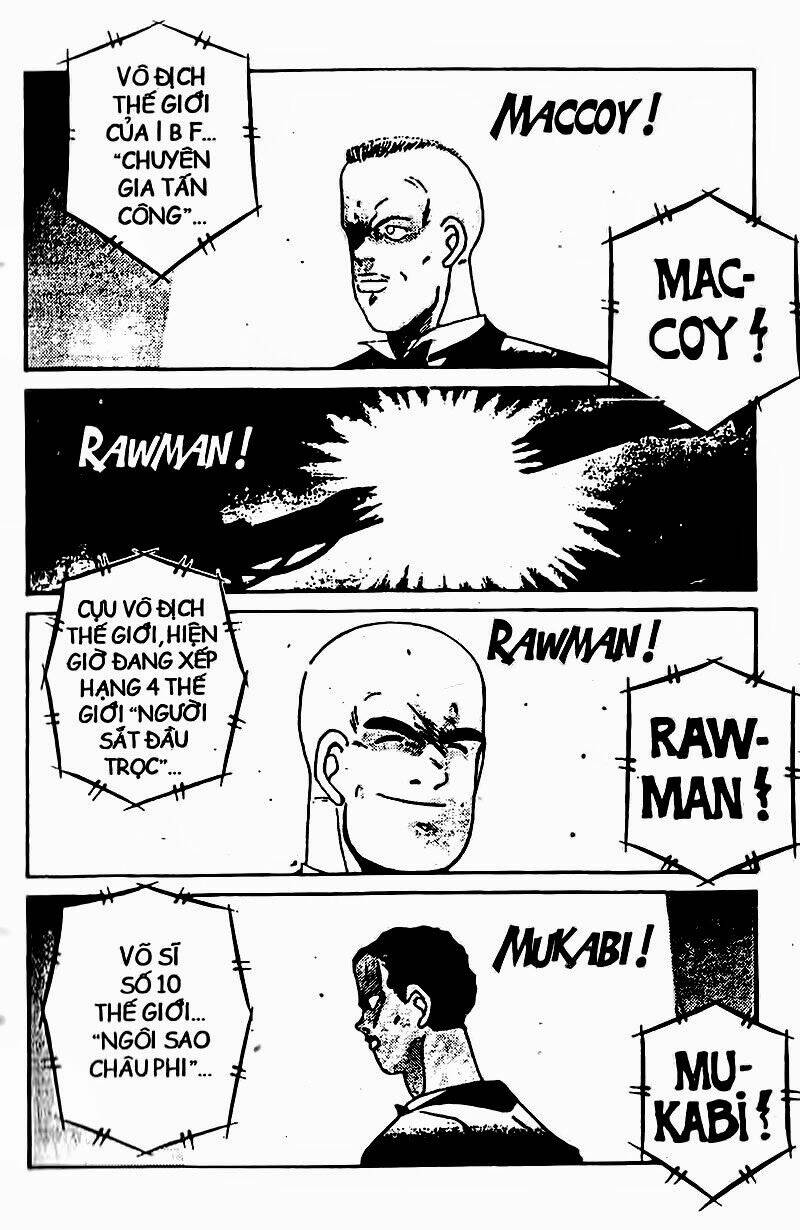 VÔ ĐỊCH
THẾ GIỚI
CỦA I B F...
"CHUYÊN
GIA TẤN
CÔNG"...
MACCOY!
MAC-
COY!
RAWMAN!
CỰU VÔ ĐỊCH
THẾ GIỚI, HIỆN
GIỜ ĐANG XẾP
HẠNG 4 THẾ
GIỚI "NGƯỜI
SẮT ĐẦU
TRỌC"...
RAWMAN!
RAW-
MAN!
VÕ SĨ
SỐ 10
THẾ GIỚI...
"NGÔI SAO
CHÂU PHI"...
MUKABI!
MU-
KABI!